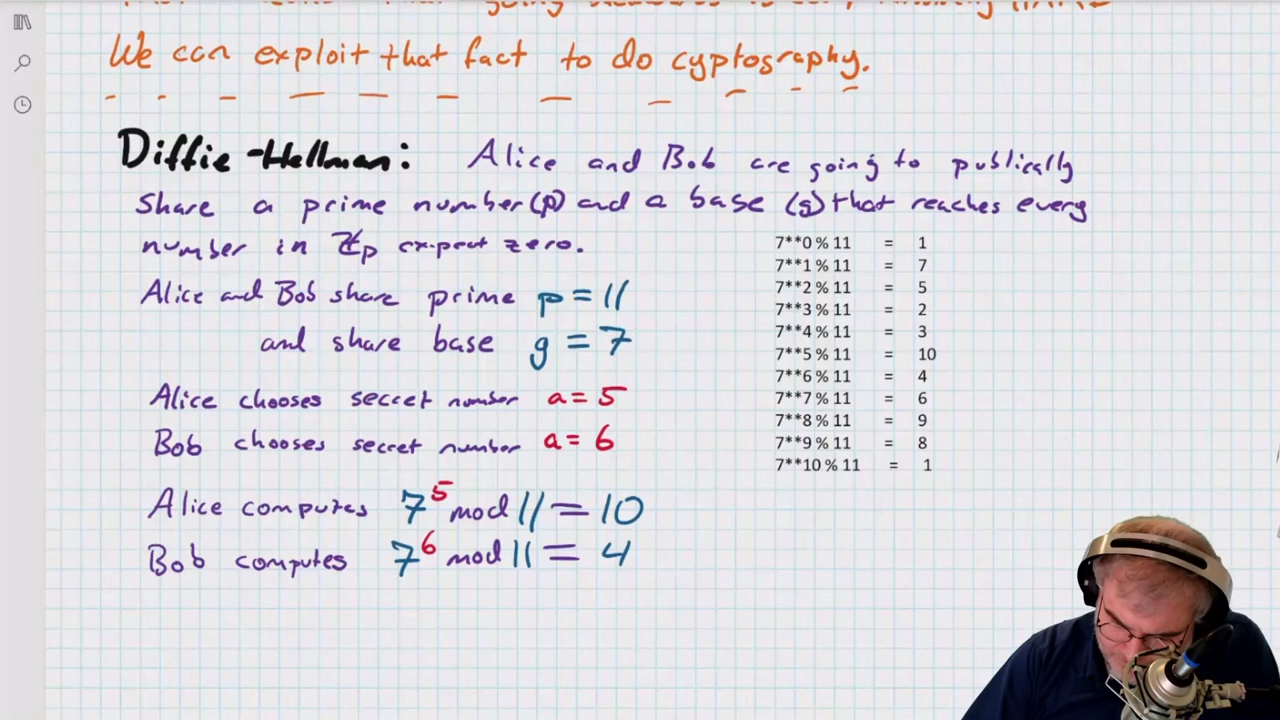 We can exploit that fact to do cyptography.
Diffie-Hellman: Alice and Bob are going to publically
share a prime number (p) and a base (g) that reaches every
number in ℤp expect zero.
Alice and Bob share prime p = 11
and share base g = 7
Alice chooses secret number a = 5
Bob chooses secret number a = 6
Alice computes 7⁵ mod 11 = 10
Bob computes 7⁶ mod 11 = 4
7**0 % 11 = 1
7**1 % 11 = 7
7**2 % 11 = 5
7**3 % 11 = 2
7**4 % 11 = 3
7**5 % 11 = 10
7**6 % 11 = 4
7**7 % 11 = 6
7**8 % 11 = 9
7**9 % 11 = 8
7**10 % 11 = 1